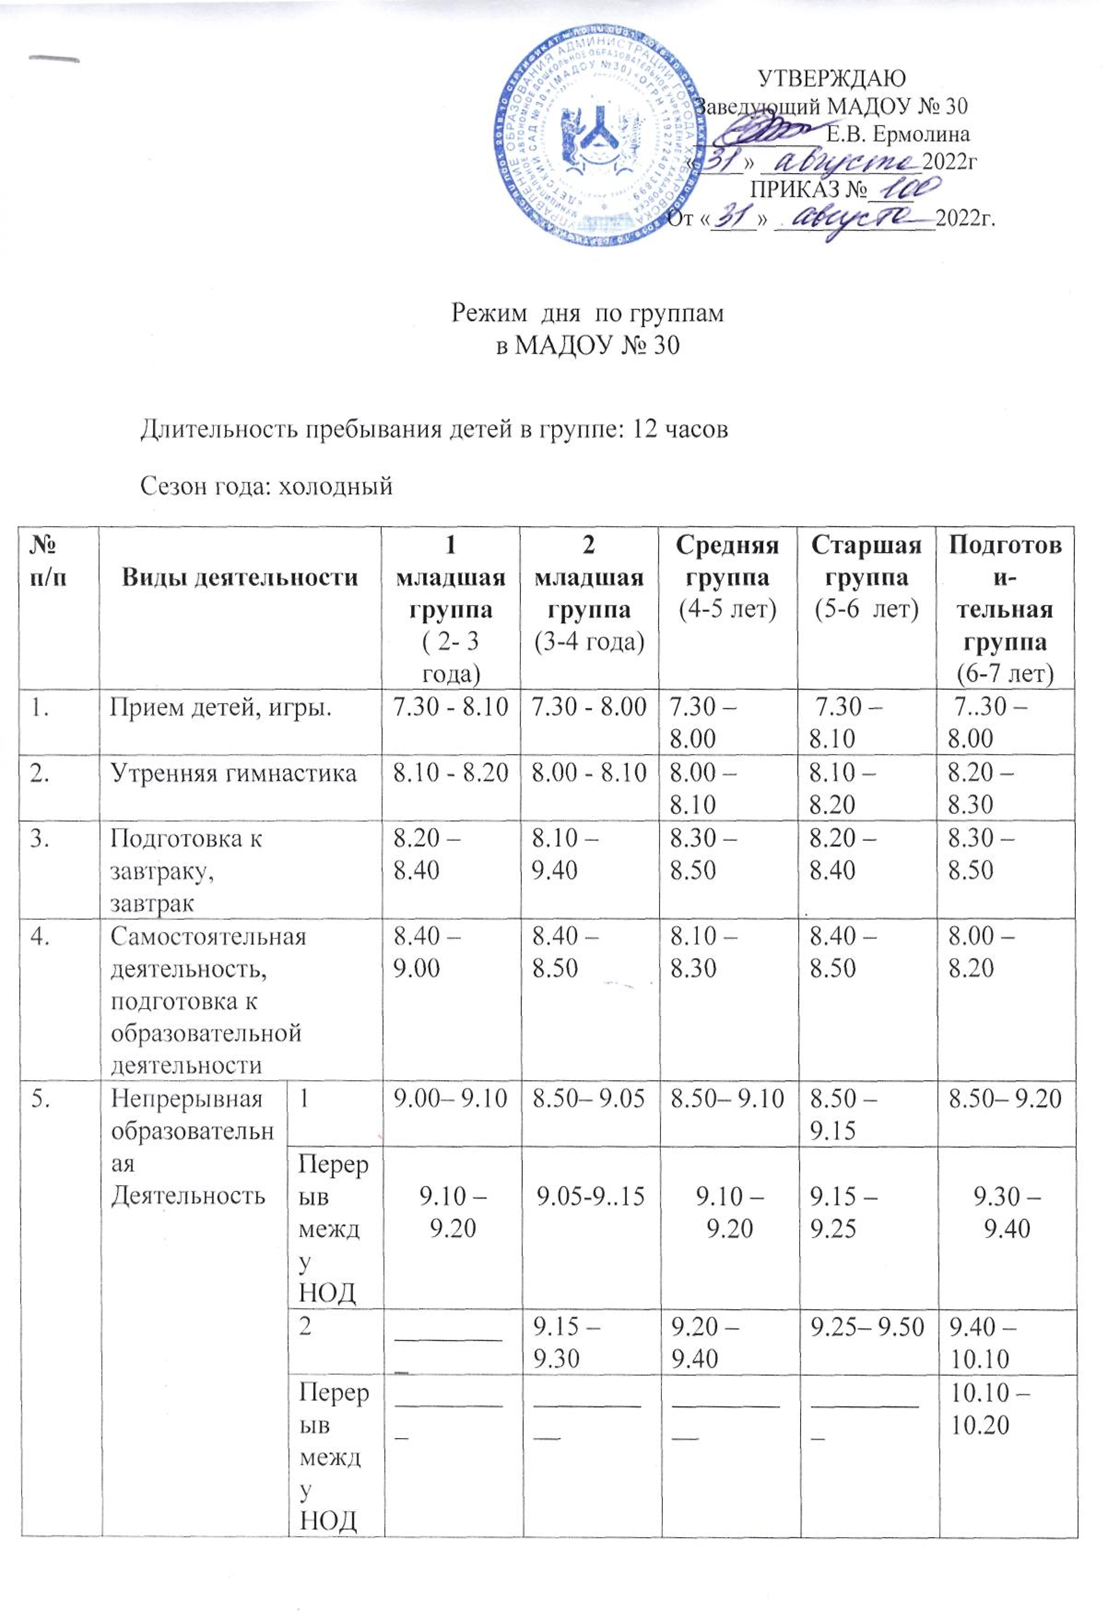 УТВЕРЖДАЮ
Заведующий МАДОУ № 30
Е.В. Ермолина
«31» августа 2022г
ПРИКАЗ № 100
От «31» августа 2022г.
Режим дня по группам
в МАДОУ № 30
Длительность пребывания детей в группе: 12 часов
Сезон года: холодный
№ п/п
Виды деятельности
1 младшая группа ( 2- 3 года)
2 младшая группа (3-4 года)
Средняя группа (4-5 лет)
Старшая группа (5-6 лет)
Подготови-тельная группа (6-7 лет)
1. Прием детей, игры. 7.30 - 8.10 7.30 - 8.00 7.30 – 8.00 7.30 – 8.10 7..30 – 8.00
2. Утренняя гимнастика 8.10 - 8.20 8.00 - 8.10 8.00 – 8.10 8.10 – 8.20 8.20 – 8.30
3. Подготовка к завтраку, завтрак 8.20 – 8.40 8.10 – 9.40 8.30 – 8.50 8.20 – 8.40 8.30 – 8.50
4. Самостоятельная деятельность, подготовка к образовательной деятельности 8.40 – 9.00 8.40 – 8.50 8.10 – 8.30 8.40 – 8.50 8.00 – 8.20
5. Непрерывная образовательная Деятельность 1 9.00– 9.10 8.50– 9.05 8.50– 9.10 8.50 – 9.15 8.50– 9.20
Перерыв между НОД 9.10 – 9.20 9.05-9..15 9.10 – 9.20 9.15 – 9.25 9.30 – 9.40
2 _________ 9.15 – 9.30 9.20 – 9.40 9.25– 9.50 9.40 – 10.10
Перерыв между НОД _________ __________ __________ _________ 10.10 – 10.20